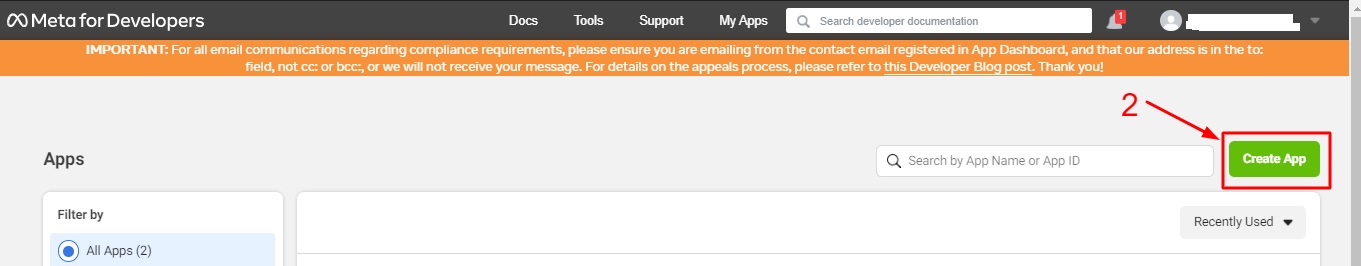 Meta for Developers
Docs
Tools
Support
My Apps
Search developer documentation
1
IMPORTANT: For all email communications regarding compliance requirements, please ensure you are emailing from the contact email registered in App Dashboard, and that our address is in the to:
field, not cc: or bcc:, or we will not receive your message. For details on the appeals process, please refer to this Developer Blog post. Thank you!
2
Apps
Search by App Name or App ID
Create App
Filter by
Recently Used
All Apps (2)